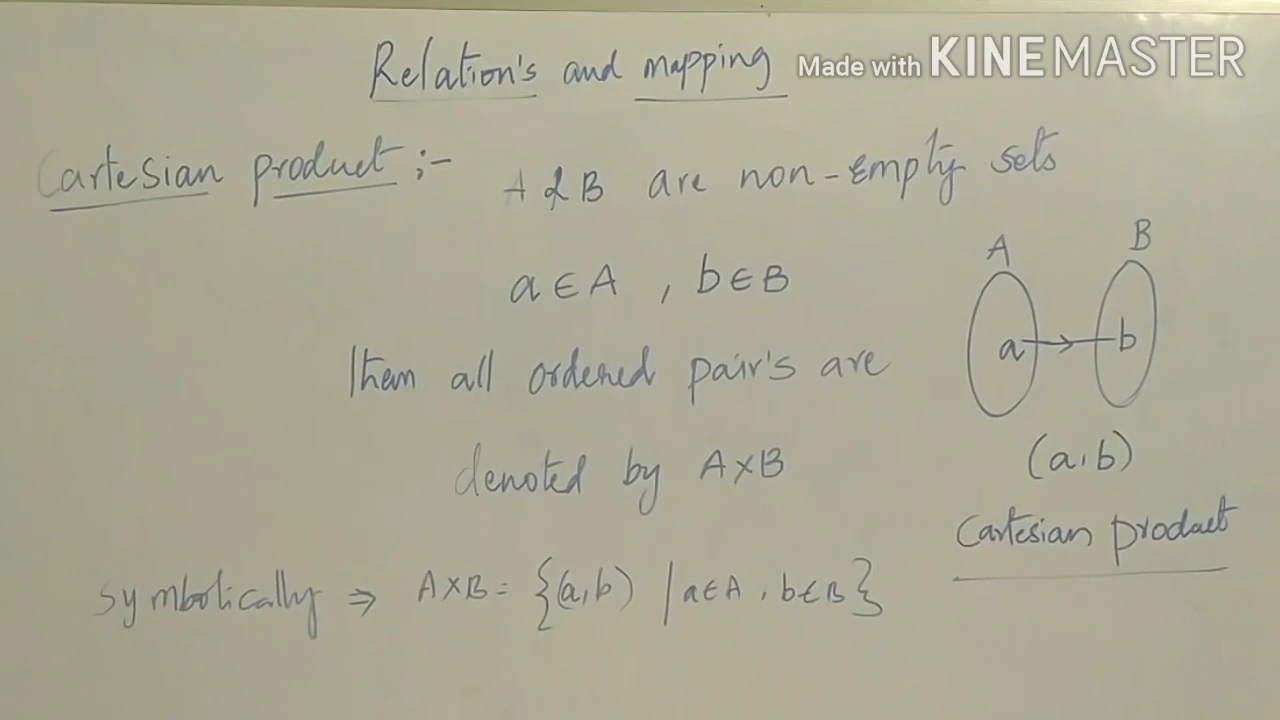 Relation's and mapping
Made with KINEMASTER
Cartesian product :- A & B are non-empty sets
a ∈ A , b ∈ B
Then all ordered pair's are
denoted by A×B
A B
a b
(a,b)
Cartesian product
Symbolically ⇒ A×B = {(a,b) / a∈A , b∈B}